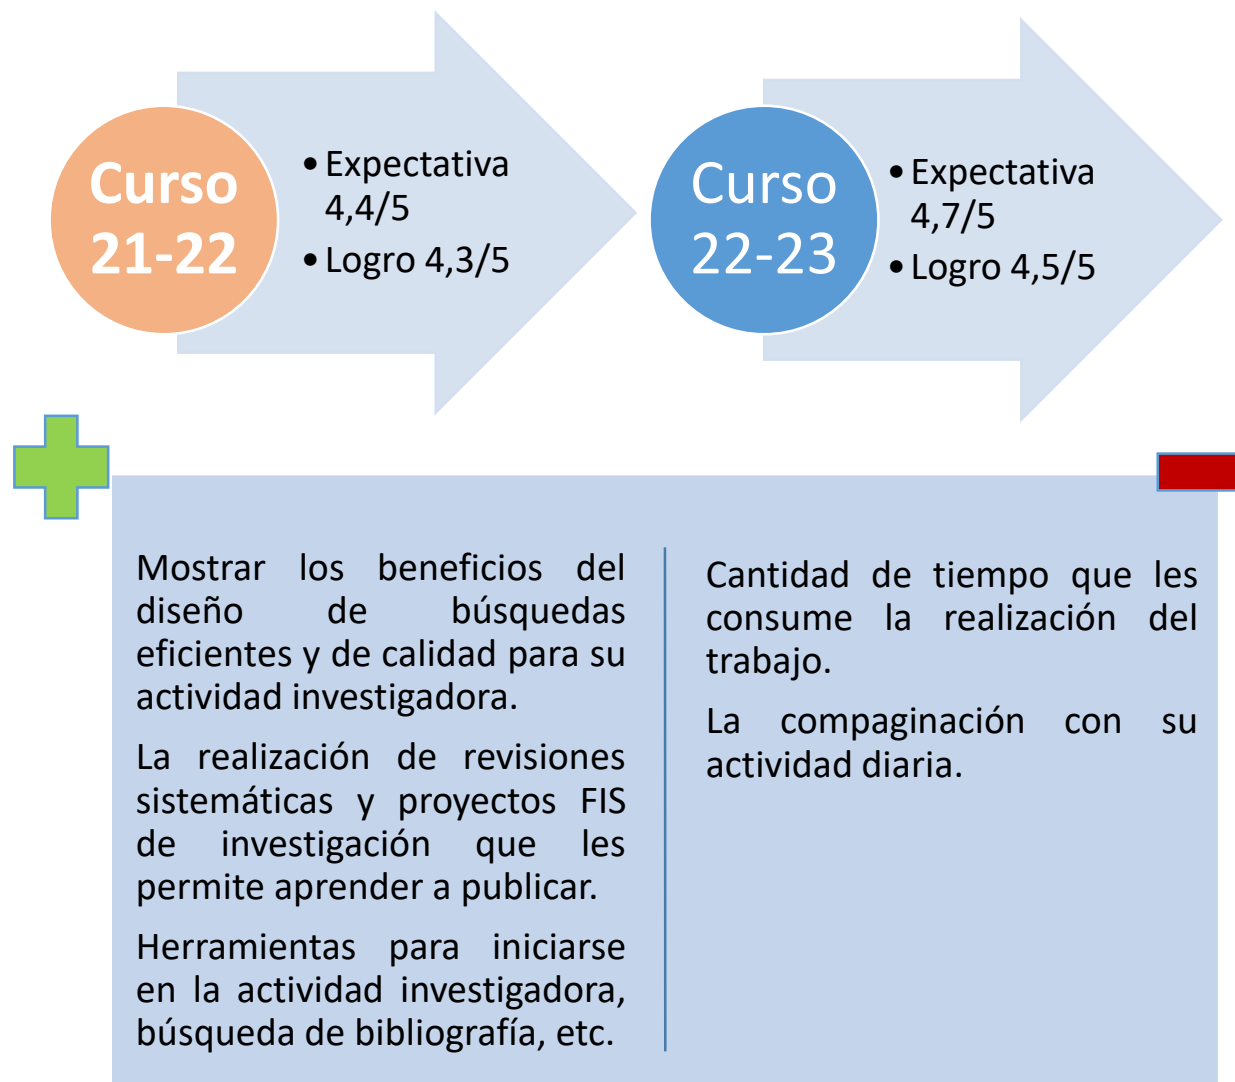 Curso
21-22
• Expectativa
4,4/5
• Logro 4,3/5
Curso
22-23
• Expectativa
4,7/5
• Logro 4,5/5
Mostrar los beneficios del
diseño de búsquedas
eficientes y de calidad para su
actividad investigadora.
La realización de revisiones
sistemáticas y proyectos FIS
de investigación que les
permite aprender a publicar.
Herramientas para iniciarse
en la actividad investigadora,
búsqueda de bibliografía, etc.
Cantidad de tiempo que les
consume la realización del
trabajo.
La compaginación con su
actividad diaria.